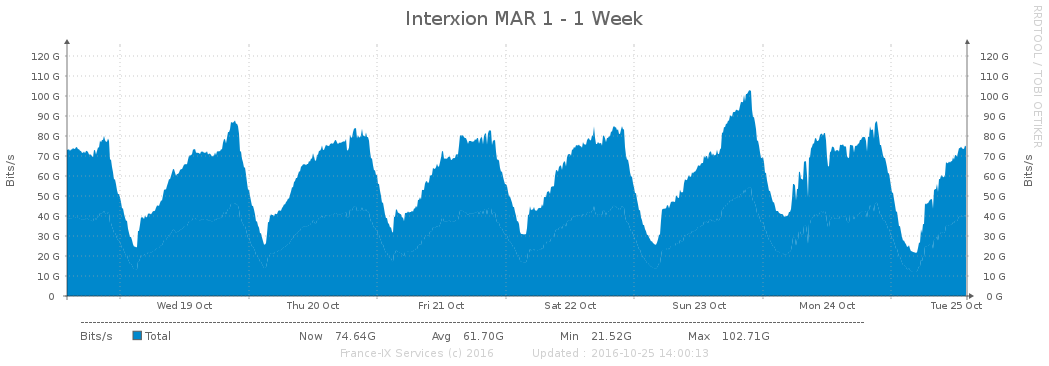 Interxion MAR 1 - 1 Week
RRDTOOL / TOBI OETIKER
Bits/s
120 G
110 G
100 G
90 G
80 G
70 G
60 G
50 G
40 G
30 G
20 G
10 G
0
120 G
110 G
100 G
90 G
80 G
70 G
60 G
50 G
40 G
30 G
20 G
10 G
0 G
Bits/s
Wed 19 Oct Thu 20 Oct Fri 21 Oct Sat 22 Oct Sun 23 Oct Mon 24 Oct Tue 25 Oct
Bits/s Total Now 74.64G Avg 61.70G Min 21.52G Max 102.71G
France-IX Services (c) 2016 Updated : 2016-10-25 14:00:13